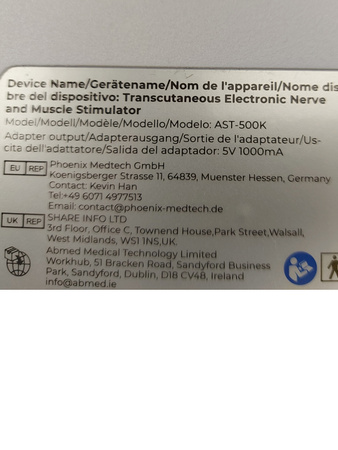 Device Name/Gerätename/Nom de l'appareil/Nome dis
bre del dispositivo: Transcutaneous Electronic Nerve
and Muscle Stimulator
Model/Modell/Modèle/Modello/Modelo: AST-500K
Adapter output/Adapterausgang/Sortie de l'adaptateur/Us-
cita dell'adattatore/Salida del adaptador: 5V 1000mA
EU REP Phoenix Medtech GmbH
Koenigsberger Strasse 11, 64839, Muenster Hessen, Germany
Contact: Kevin Han
Tel:+49 6071 4977513
Email: contact@phoenix-medtech.de
UK REP SHARE INFO LTD
3rd Floor, Office C, Townend House,Park Street,Walsall,
West Midlands, WS1 1NS,UK.
Abmed Medical Technology Limited
Workhub, 51 Bracken Road, Sandyford Business
Park, Sandyford, Dublin, D18 CV48, Ireland
info@abmed.ie